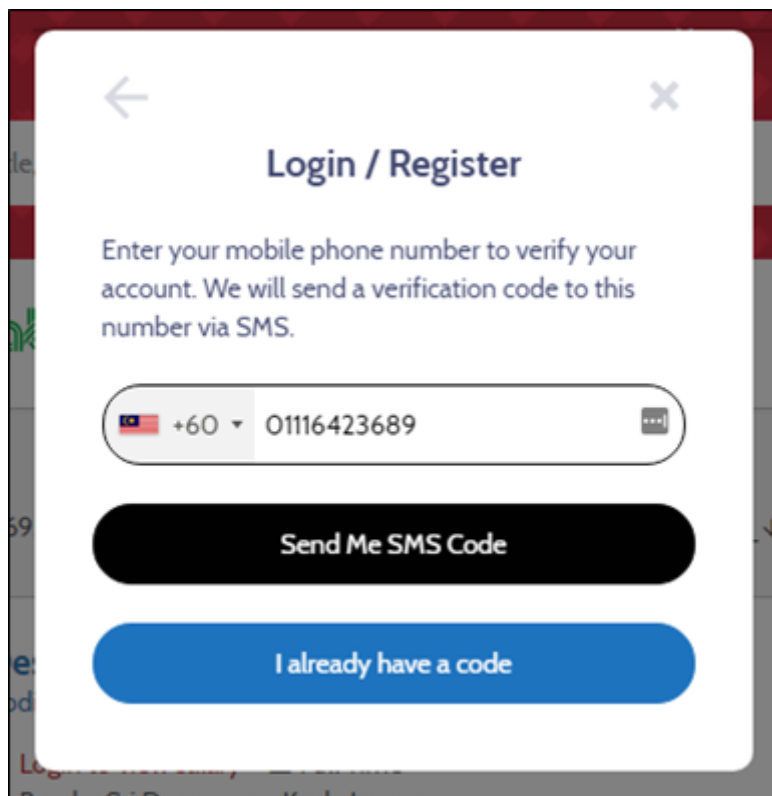 Login / Register
Enter your mobile phone number to verify your
account. We will send a verification code to this
number via SMS.
+60 01116423689
Send Me SMS Code
I already have a code